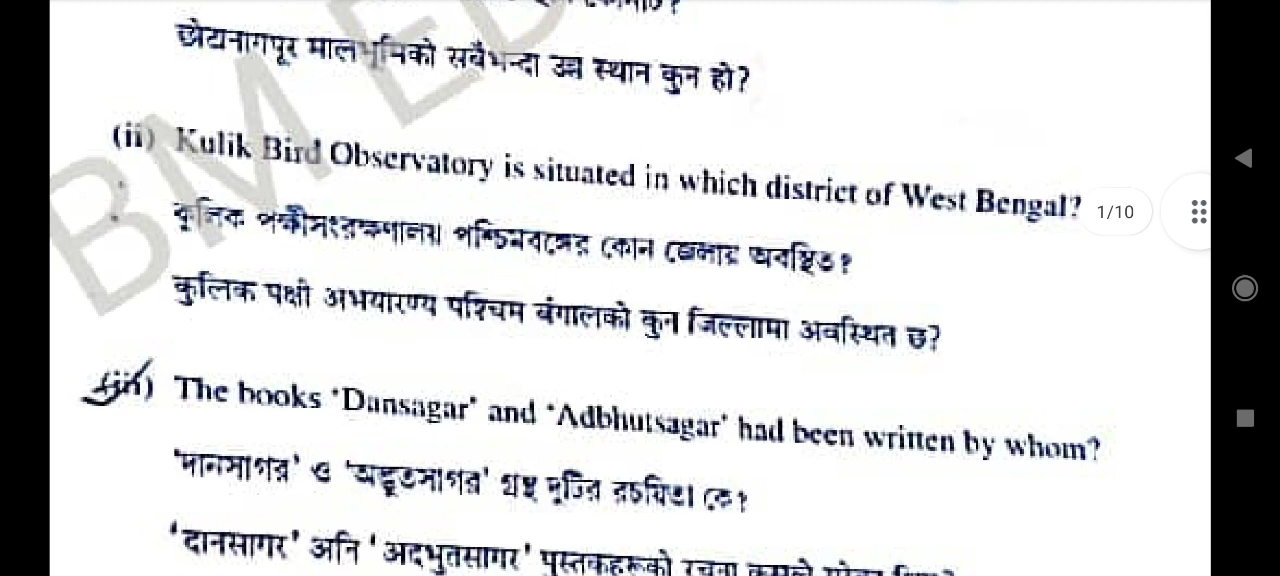 छोटानागपूर मालभूमिको सबैभन्दा उच्च स्थान कुन हो?
(ii) Kulik Bird Observatory is situated in which district of West Bengal?
1/10
কুলিক পক্ষীসংরক্ষণালয় পশ্চিমবঙ্গের কোন জেলায় অবস্থিত?
कुलिक पक्षी अभयारण्य पश्चिम बंगालको कुन जिल्लामा अवस्थित छ?
(iii) The books 'Dansagar' and 'Adbhutsagar' had been written by whom?
'দানসাগর' ও 'অদ্ভুতসাগর' গ্রন্থ দুটির রচয়িতা কে?
'दानसागर' अनि 'अदभुतसागर' पुस्तकहरूको रचना कसले